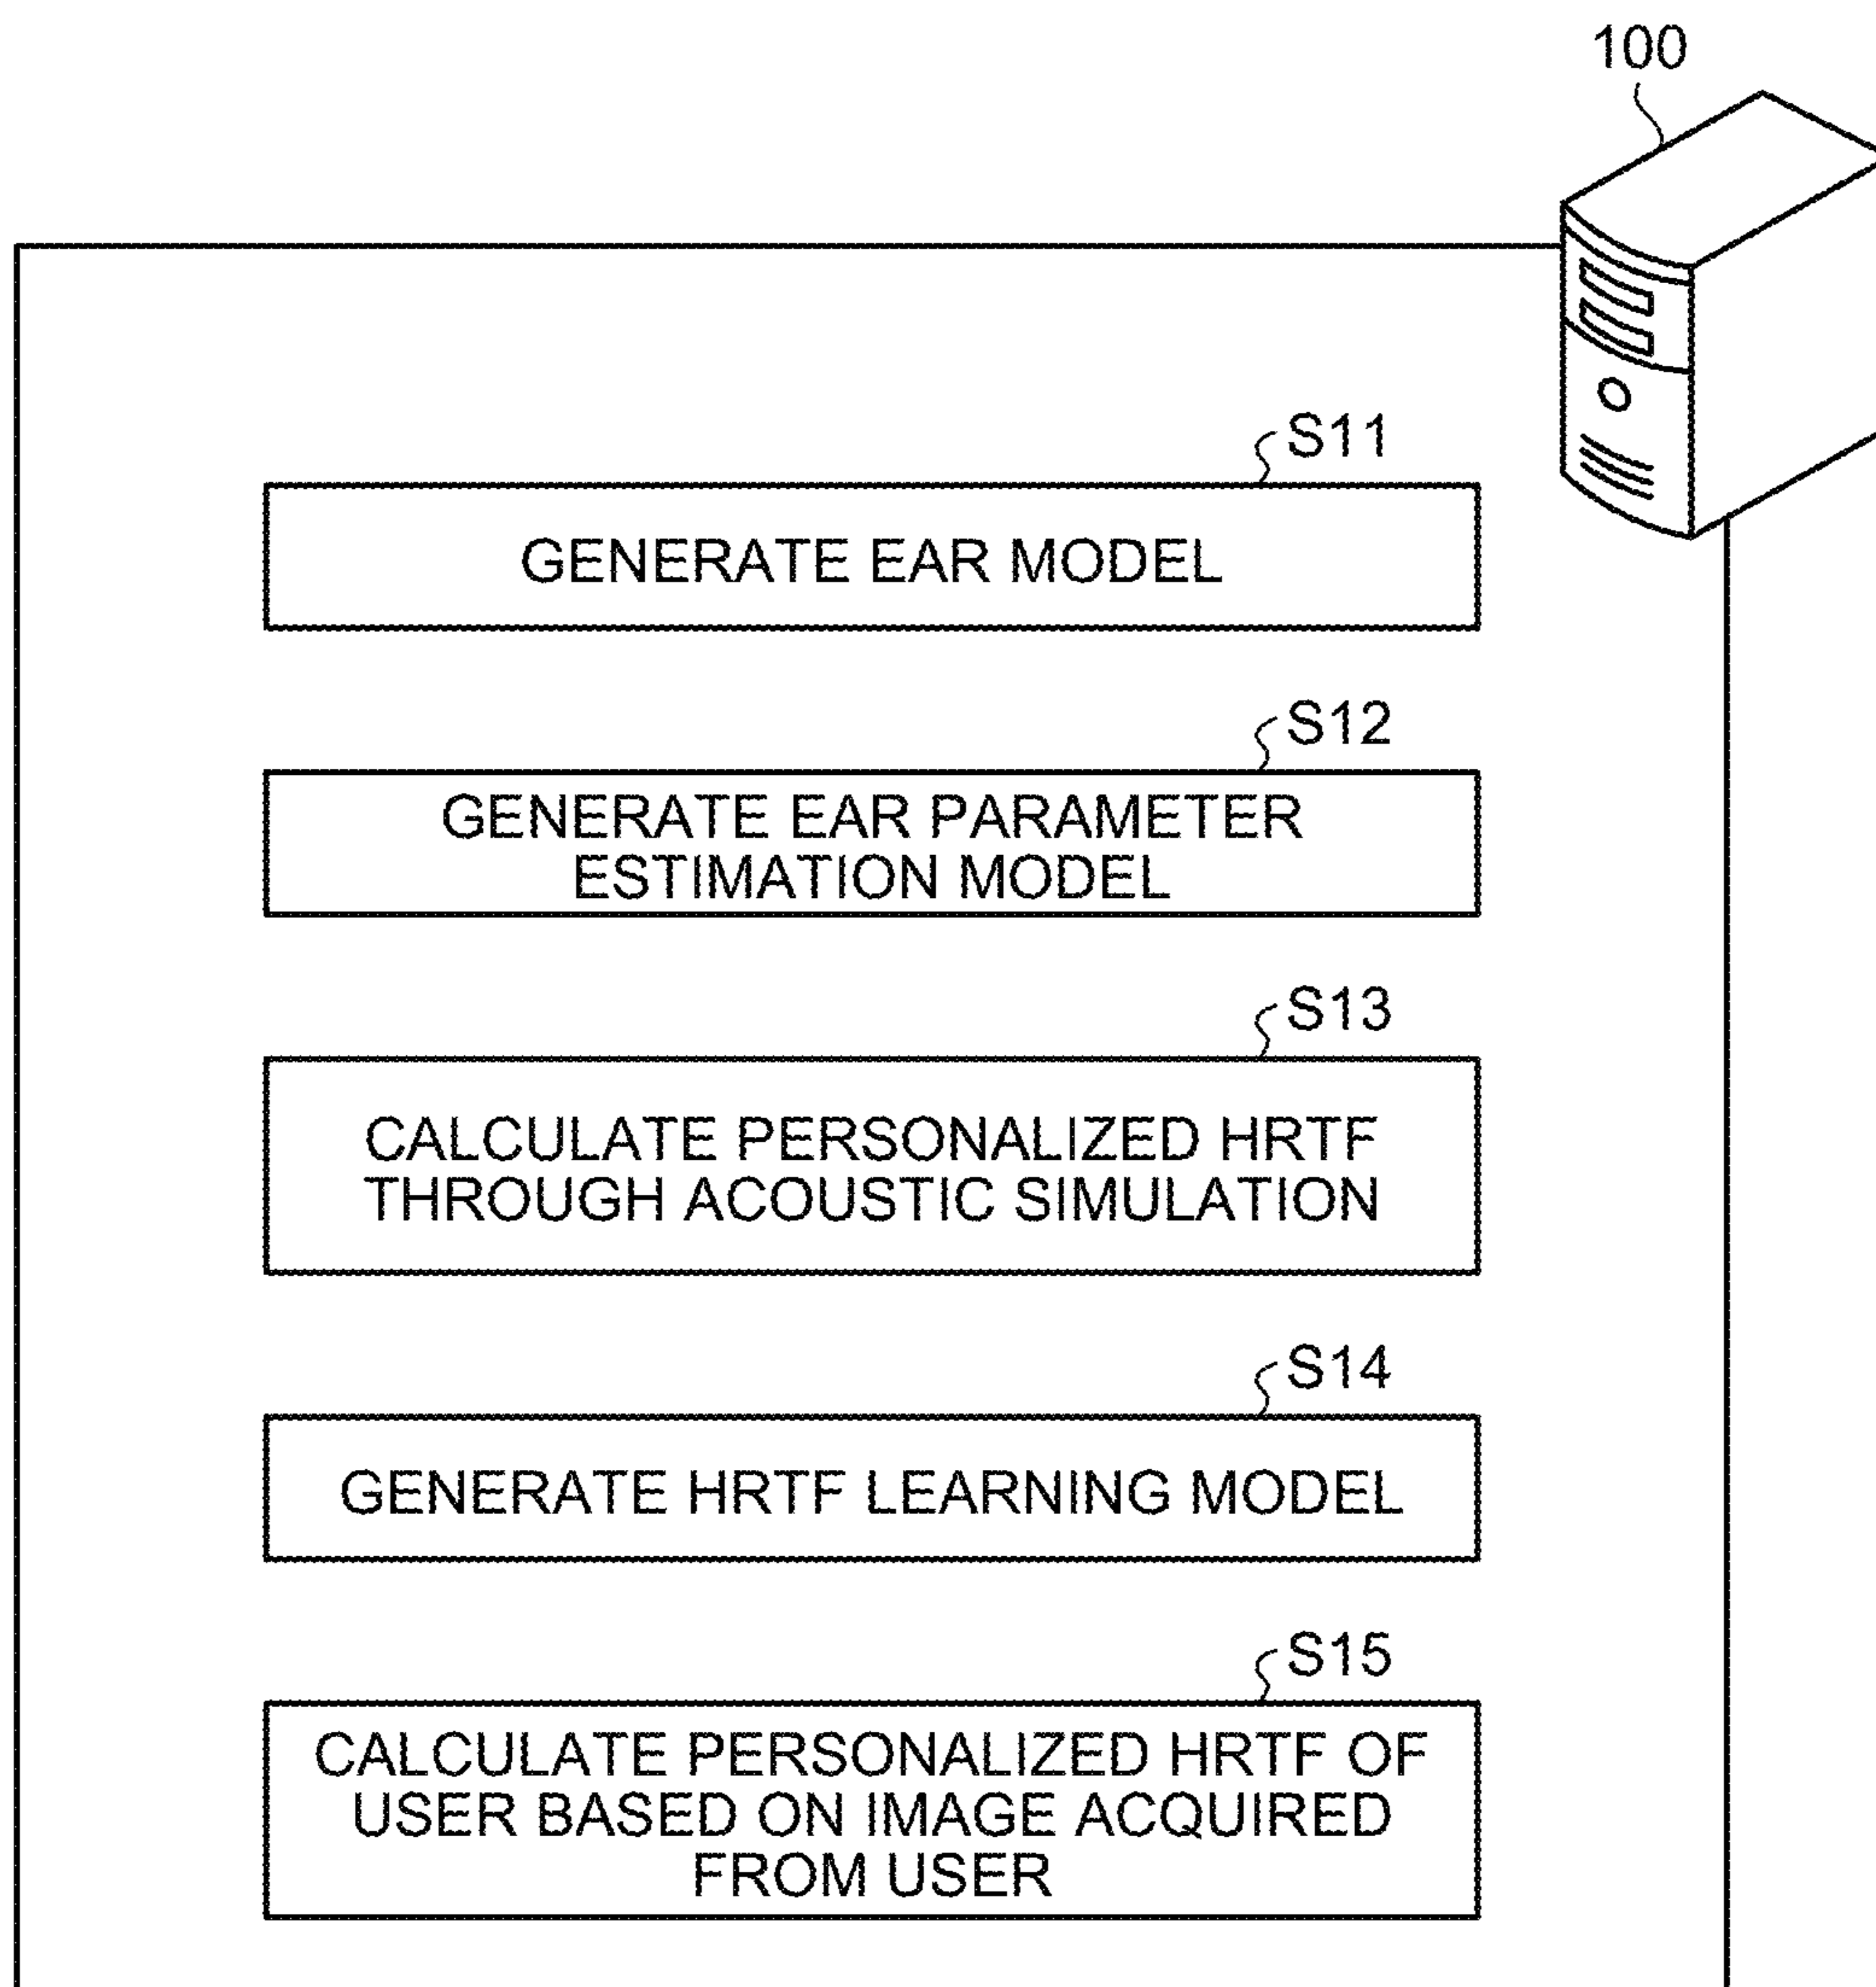 100
S11
GENERATE EAR MODEL
S12
GENERATE EAR PARAMETER
ESTIMATION MODEL
S13
CALCULATE PERSONALIZED HRTF
THROUGH ACOUSTIC SIMULATION
S14
GENERATE HRTF LEARNING MODEL
S15
CALCULATE PERSONALIZED HRTF OF
USER BASED ON IMAGE ACQUIRED
FROM USER